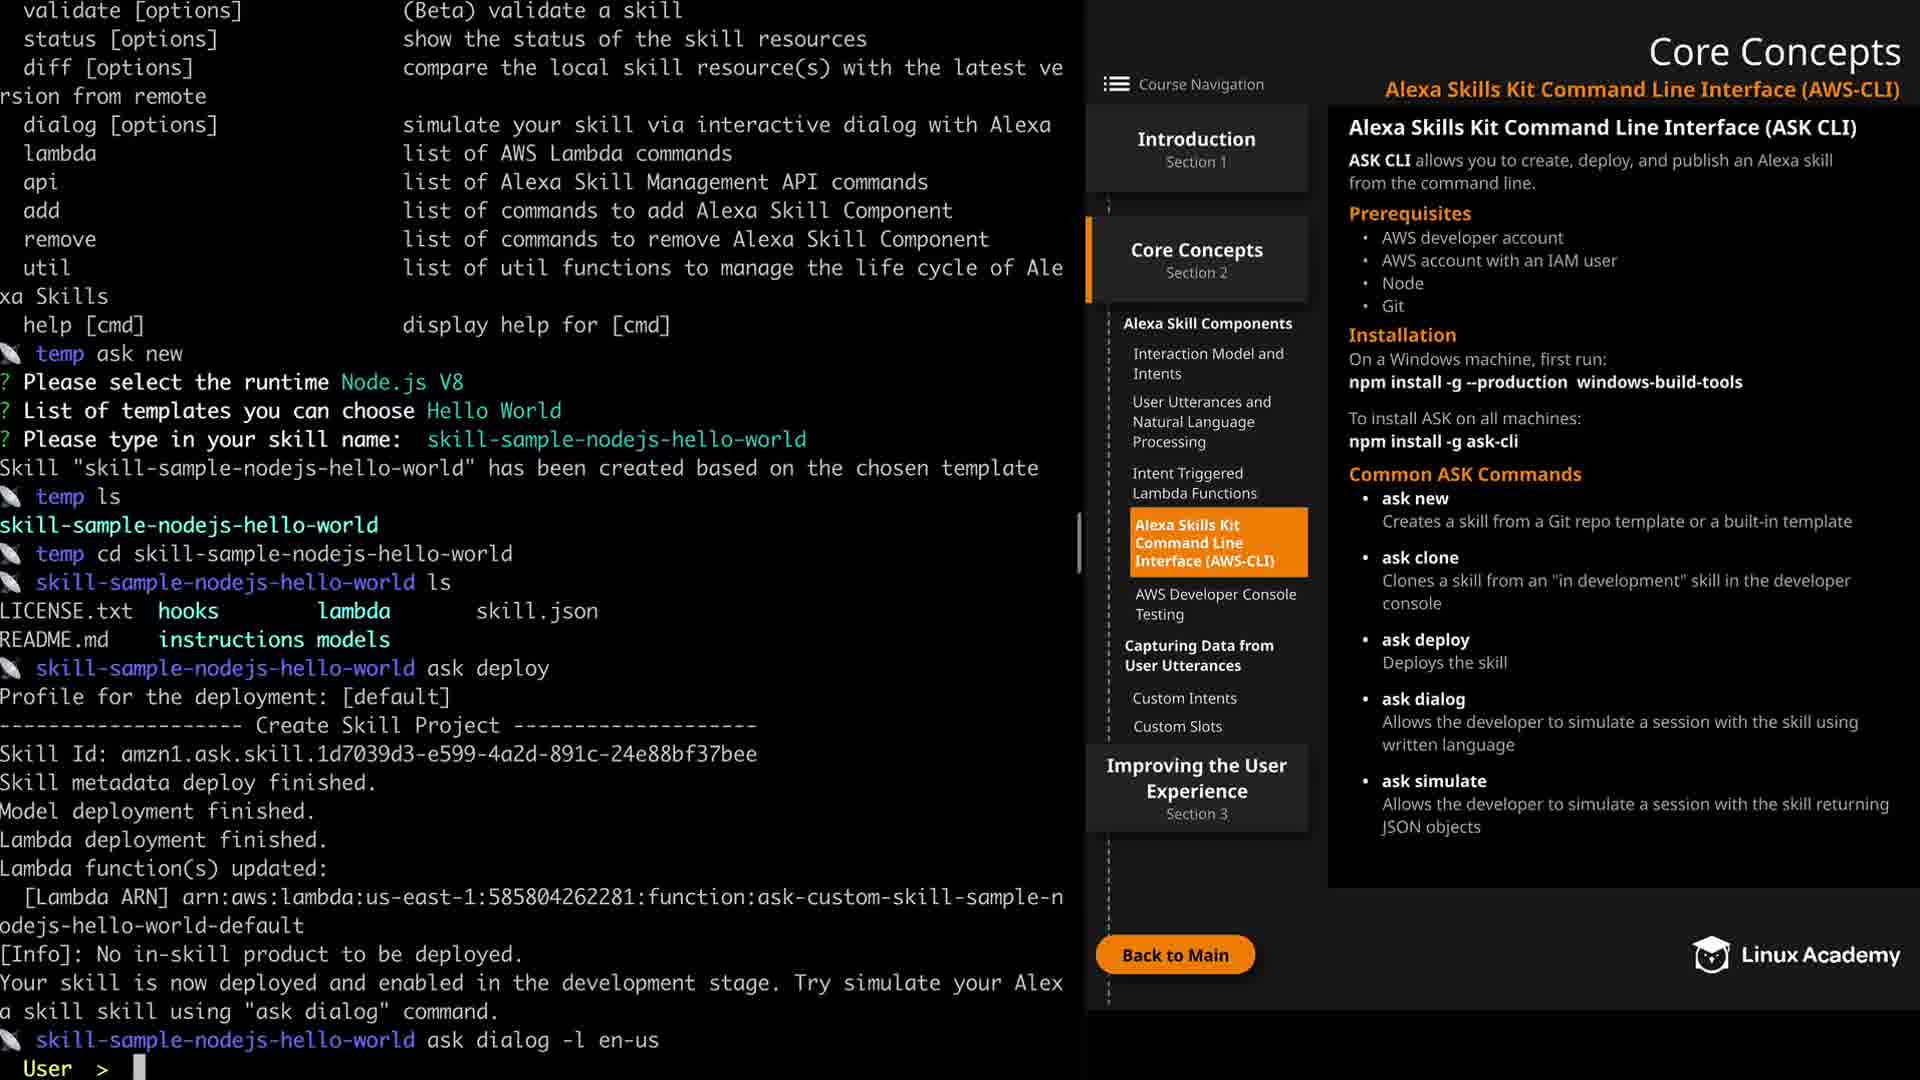 validate [options]             (Beta) validate a skill
status [options]               show the status of the skill resources
diff [options]                 compare the local skill resource(s) with the latest ve
rsion from remote
dialog [options]               simulate your skill via interactive dialog with Alexa
lambda                         list of AWS Lambda commands
api                            list of Alexa Skill Management API commands
add                            list of commands to add Alexa Skill Component
remove                         list of commands to remove Alexa Skill Component
util                           list of util functions to manage the life cycle of Ale
xa Skills
help [cmd]                     display help for [cmd]
temp ask new
? Please select the runtime Node.js V8
? List of templates you can choose Hello World
? Please type in your skill name:  skill-sample-nodejs-hello-world
Skill "skill-sample-nodejs-hello-world" has been created based on the chosen template
temp ls
skill-sample-nodejs-hello-world
temp cd skill-sample-nodejs-hello-world
skill-sample-nodejs-hello-world ls
LICENSE.txt  hooks        lambda       skill.json
README.md    instructions models
skill-sample-nodejs-hello-world ask deploy
Profile for the deployment: [default]
-------------------- Create Skill Project --------------------
Skill Id: amzn1.ask.skill.1d7039d3-e599-4a2d-891c-24e88bf37bee
Skill metadata deploy finished.
Model deployment finished.
Lambda deployment finished.
Lambda function(s) updated:
[Lambda ARN] arn:aws:lambda:us-east-1:585804262281:function:ask-custom-skill-sample-n
odejs-hello-world-default
[Info]: No in-skill product to be deployed.
Your skill is now deployed and enabled in the development stage. Try simulate your Alex
a skill skill using "ask dialog" command.
skill-sample-nodejs-hello-world ask dialog -l en-us
User  >
Core Concepts
Alexa Skills Kit Command Line Interface (AWS-CLI)
Course Navigation
Introduction
Section 1
Core Concepts
Section 2
Alexa Skill Components
Interaction Model and
Intents
User Utterances and
Natural Language
Processing
Intent Triggered
Lambda Functions
Alexa Skills Kit
Command Line
Interface (AWS-CLI)
AWS Developer Console
Testing
Capturing Data from
User Utterances
Custom Intents
Custom Slots
Improving the User
Experience
Section 3
Back to Main
Alexa Skills Kit Command Line Interface (ASK CLI)
ASK CLI allows you to create, deploy, and publish an Alexa skill
from the command line.
Prerequisites
• AWS developer account
• AWS account with an IAM user
• Node
• Git
Installation
On a Windows machine, first run:
npm install -g --production  windows-build-tools
To install ASK on all machines:
npm install -g ask-cli
Common ASK Commands
• ask new
Creates a skill from a Git repo template or a built-in template
• ask clone
Clones a skill from an "in development" skill in the developer
console
• ask deploy
Deploys the skill
• ask dialog
Allows the developer to simulate a session with the skill using
written language
• ask simulate
Allows the developer to simulate a session with the skill returning
JSON objects
Linux Academy